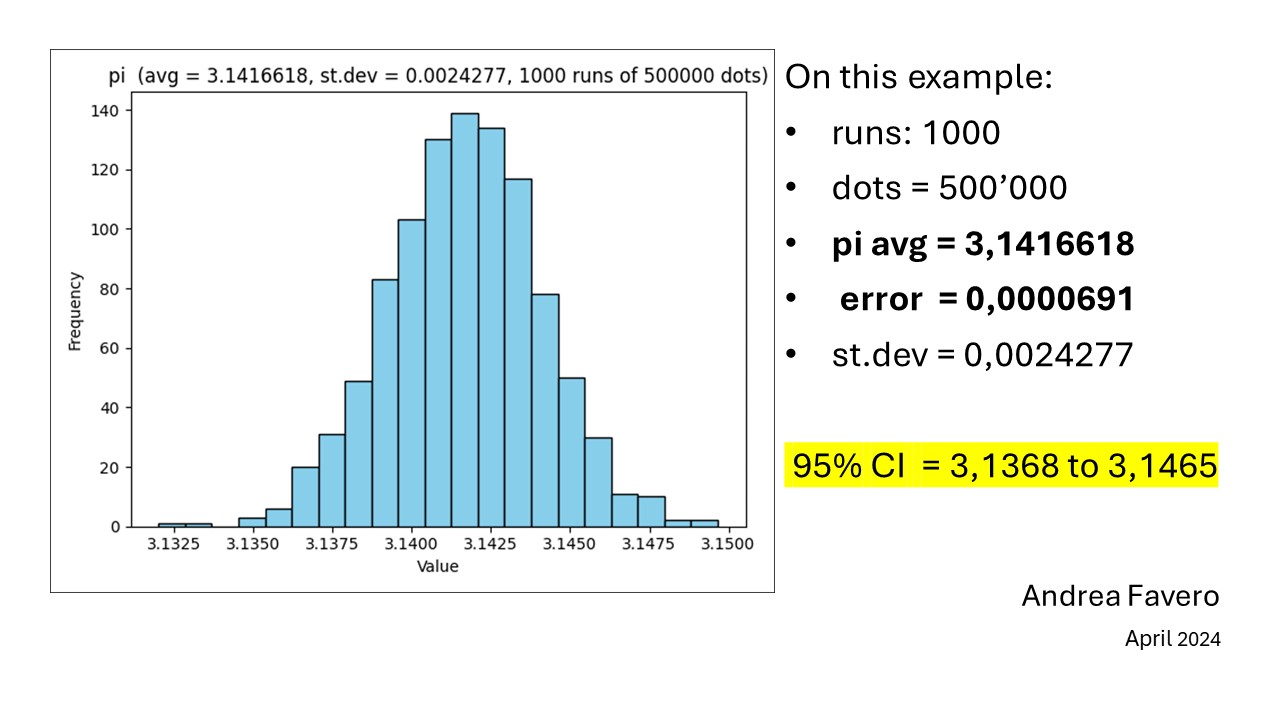 pi (avg = 3.1416618, st.dev = 0.0024277, 1000 runs of 500000 dots)
140
120
100
80
60
40
20
0
Frequency
3.1325 3.1350 3.1375 3.1400 3.1425 3.1450 3.1475 3.1500
Value
On this example:
• runs: 1000
• dots = 500’000
• pi avg = 3,1416618
• error = 0,0000691
• st.dev = 0,0024277
95% CI = 3,1368 to 3,1465
Andrea Favero
April 2024